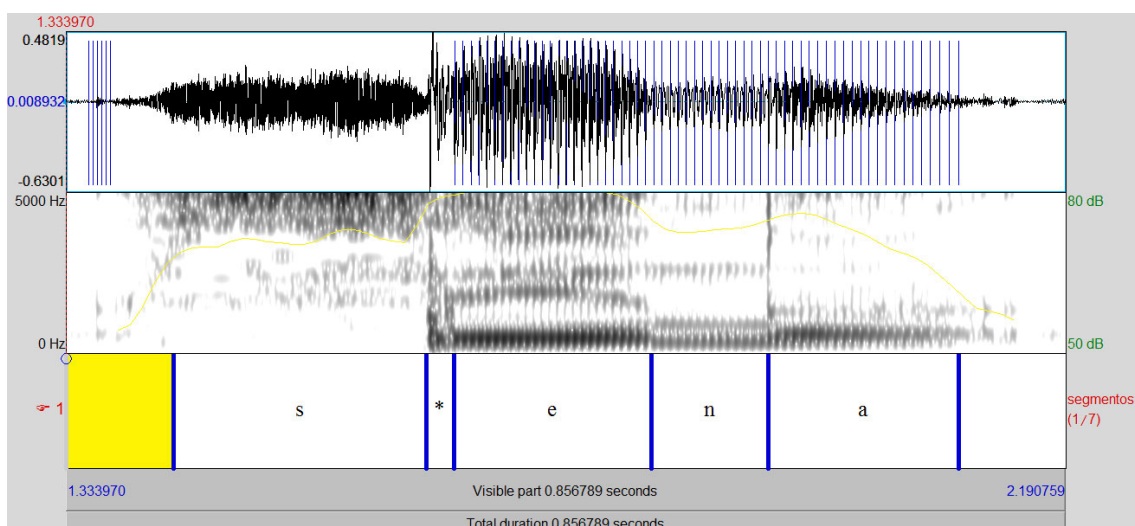 1.333970
0.4819
0.008932
-0.6301
5000 Hz 80 dB
0 Hz 50 dB
1 s * e n a segmentos
(1/7)
1.333970 Visible part 0.856789 seconds 2.190759
Total duration 0.856789 seconds